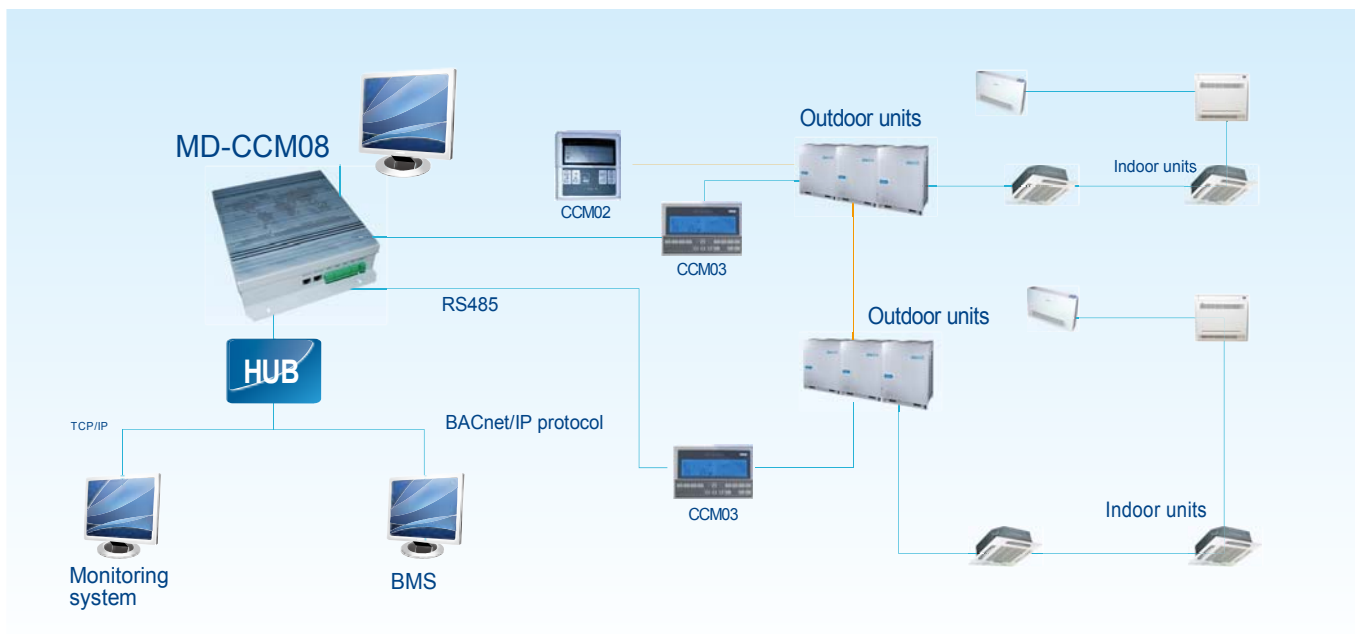 Outdoor units
MD-CCM08
Indoor units
CCM02
CCM03
RS485
Outdoor units
HUB
TCP/IP
BACnet/IP protocol
CCM03
Indoor units
Monitoring
system
BMS